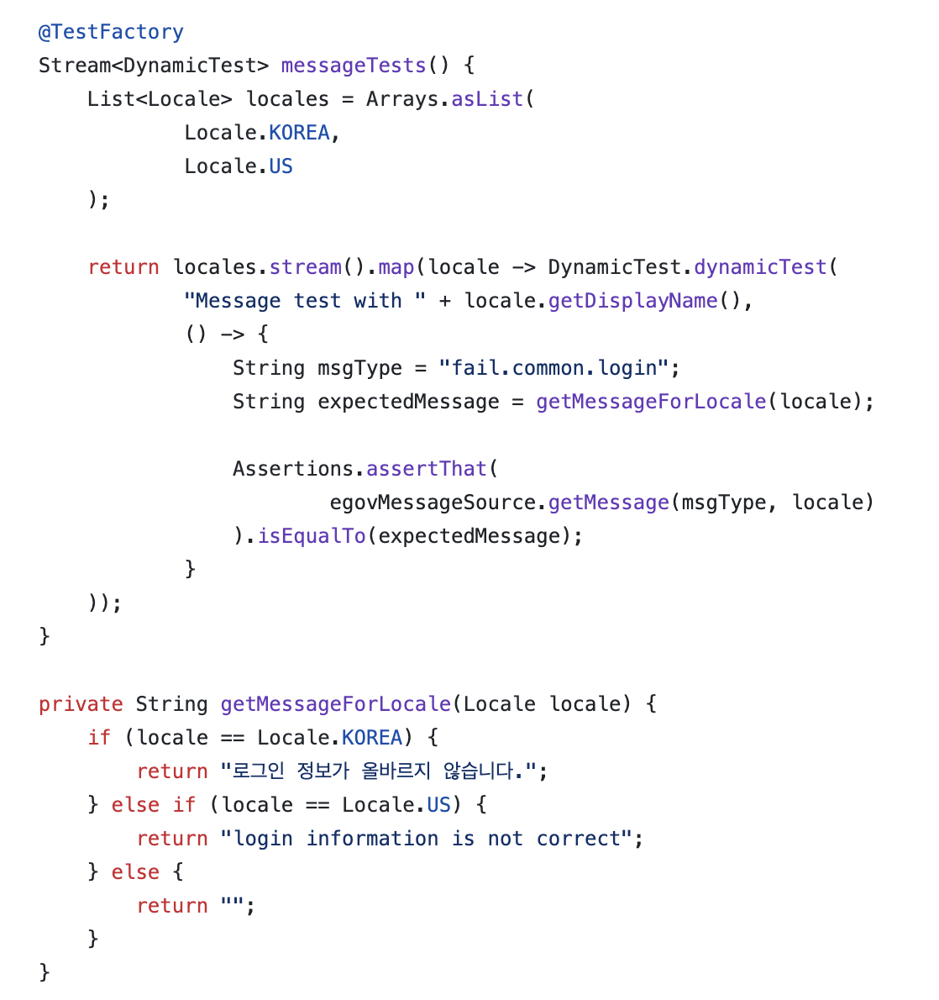 @TestFactory
Stream<DynamicTest> messageTests() {
    List<Locale> locales = Arrays.asList(
            Locale.KOREA,
            Locale.US
    );

    return locales.stream().map(locale -> DynamicTest.dynamicTest(
            "Message test with " + locale.getDisplayName(),
            () -> {
                String msgType = "fail.common.login";
                String expectedMessage = getMessageForLocale(locale);

                Assertions.assertThat(
                        egovMessageSource.getMessage(msgType, locale)
                ).isEqualTo(expectedMessage);
            }
    ));
}

private String getMessageForLocale(Locale locale) {
    if (locale == Locale.KOREA) {
        return "로그인 정보가 올바르지 않습니다.";
    } else if (locale == Locale.US) {
        return "login information is not correct";
    } else {
        return "";
    }
}